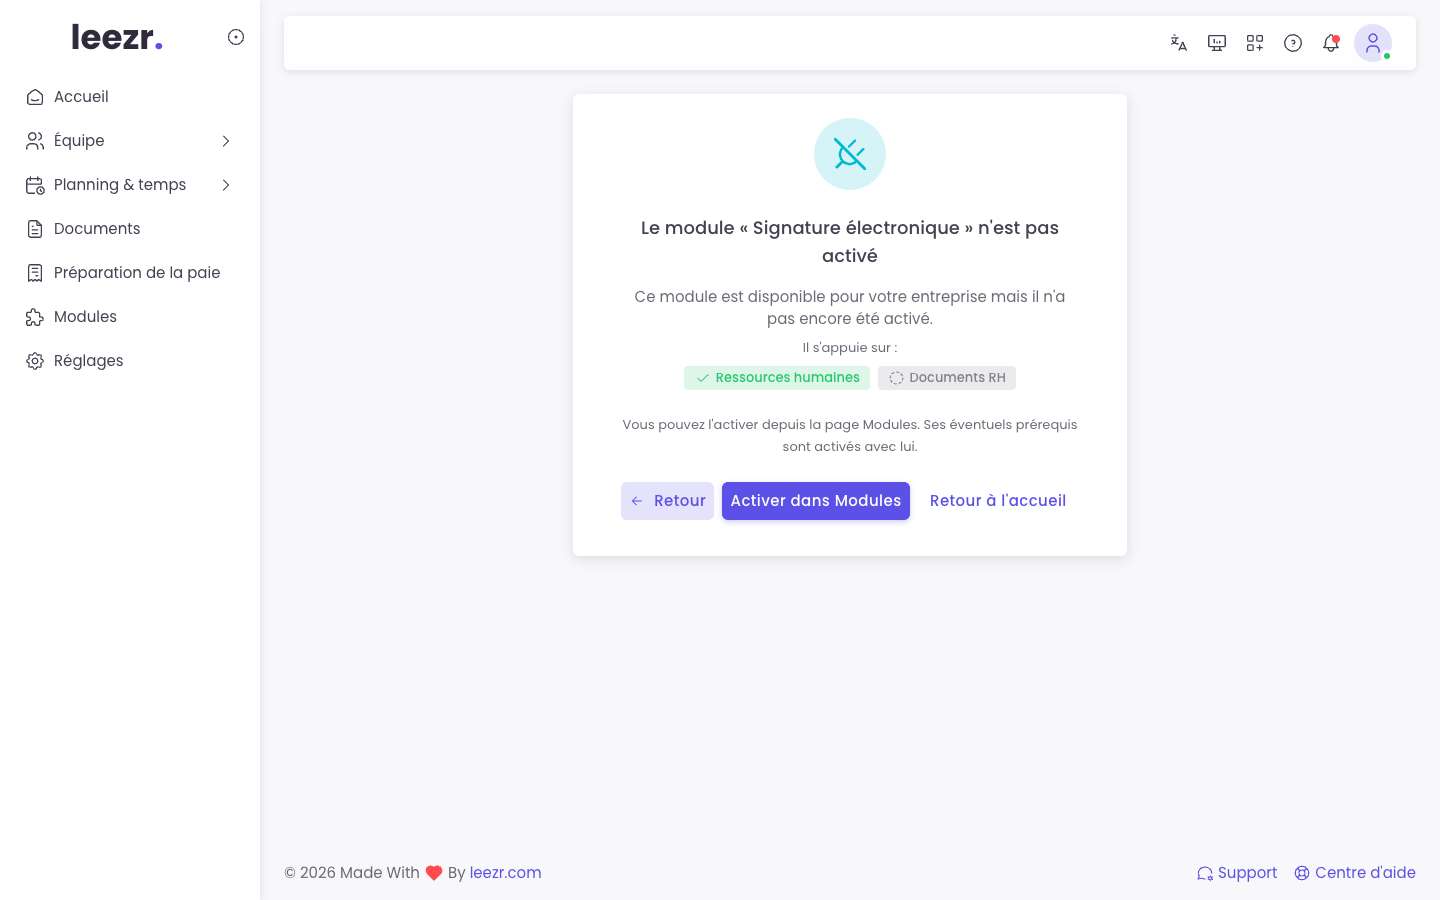 leezr.
Accueil
Équipe
Planning & temps
Documents
Préparation de la paie
Modules
Réglages
Le module « Signature électronique » n'est pas
activé
Ce module est disponible pour votre entreprise mais il n'a
pas encore été activé.
Il s'appuie sur :
Ressources humaines
Documents RH
Vous pouvez l'activer depuis la page Modules. Ses éventuels prérequis
sont activés avec lui.
Retour
Activer dans Modules
Retour à l'accueil
© 2026 Made With By leezr.com
Support
Centre d'aide